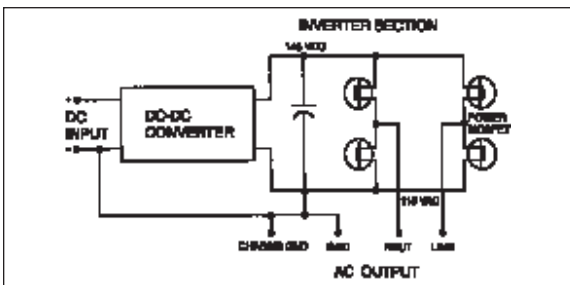 INVERTER SECTION
145 VDC
DC-DC
CONVERTER
DC
INPUT
POWER
MOSFET
115 VAC
CHASSIS GND
GND
NEUT
LINE
AC OUTPUT